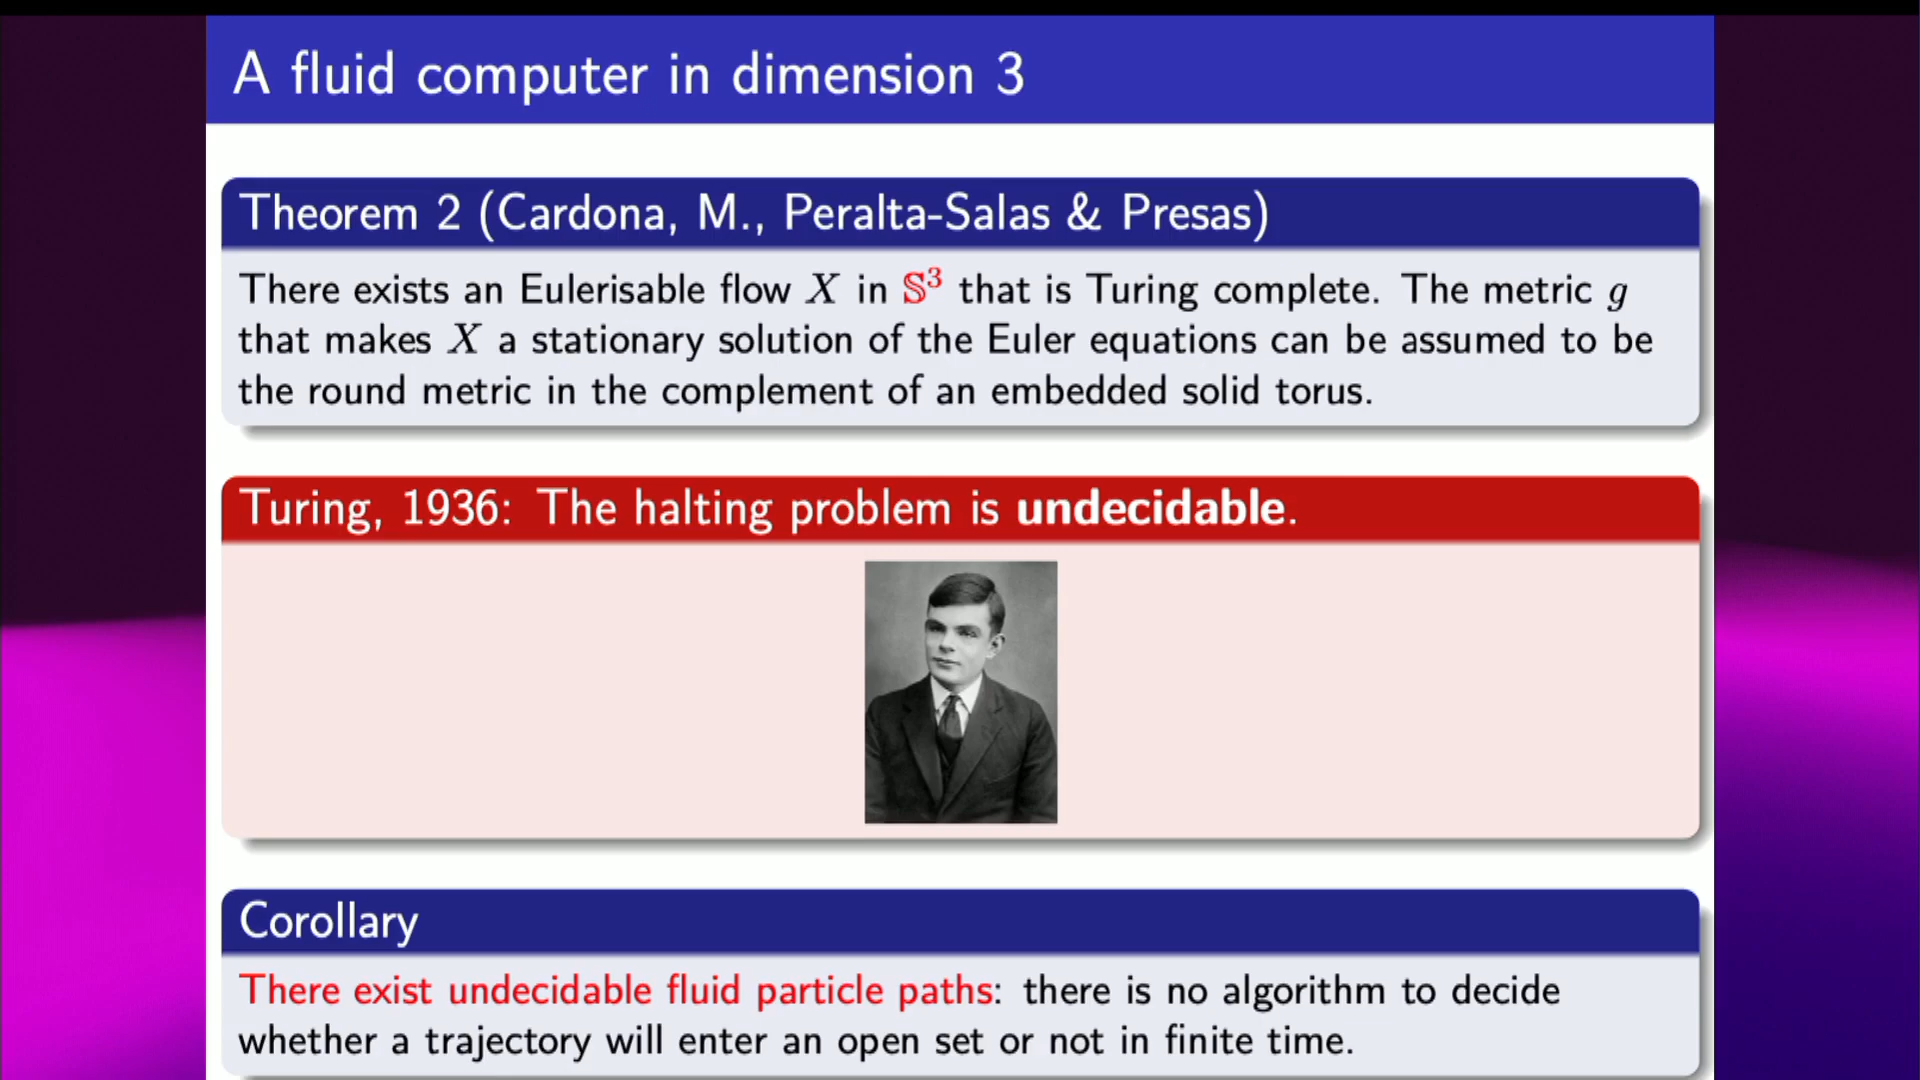 A fluid computer in dimension 3
Theorem 2 (Cardona, M., Peralta-Salas & Presas)
There exists an Eulerisable flow X in 𝕊³ that is Turing complete. The metric g
that makes X a stationary solution of the Euler equations can be assumed to be
the round metric in the complement of an embedded solid torus.
Turing, 1936: The halting problem is undecidable.
Corollary
There exist undecidable fluid particle paths: there is no algorithm to decide
whether a trajectory will enter an open set or not in finite time.